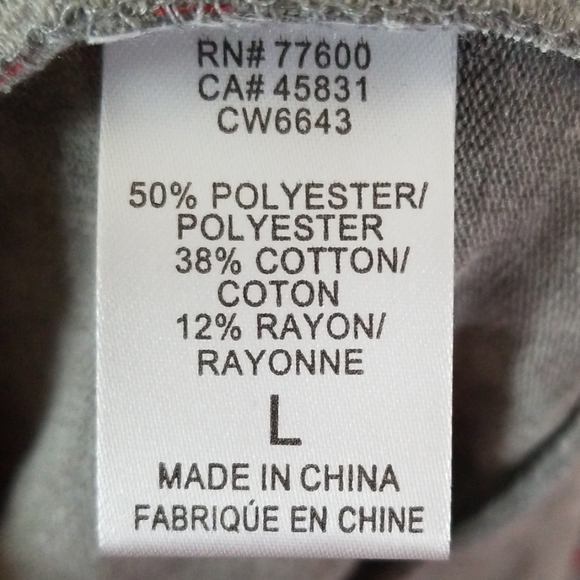 RN# 77600
CA# 45831
CW6643
50% POLYESTER/
POLYESTER
38% COTTON/
COTON
12% RAYON/
RAYONNE
L
MADE IN CHINA
FABRIQÚE EN CHINE